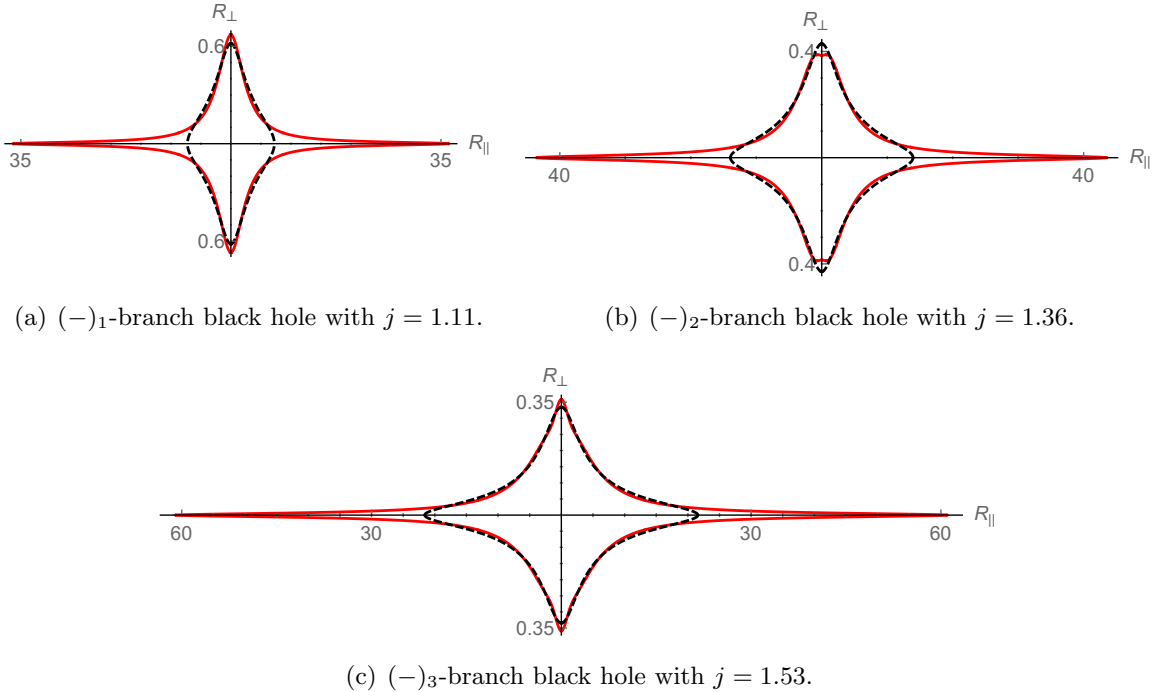 R⊥
0.6
R∥
35
35
0.6
(a) (−)₁-branch black hole with j = 1.11.
R⊥
0.4
R∥
40
40
0.4
(b) (−)₂-branch black hole with j = 1.36.
R⊥
0.35
R∥
60
30
30
60
0.35
(c) (−)₃-branch black hole with j = 1.53.